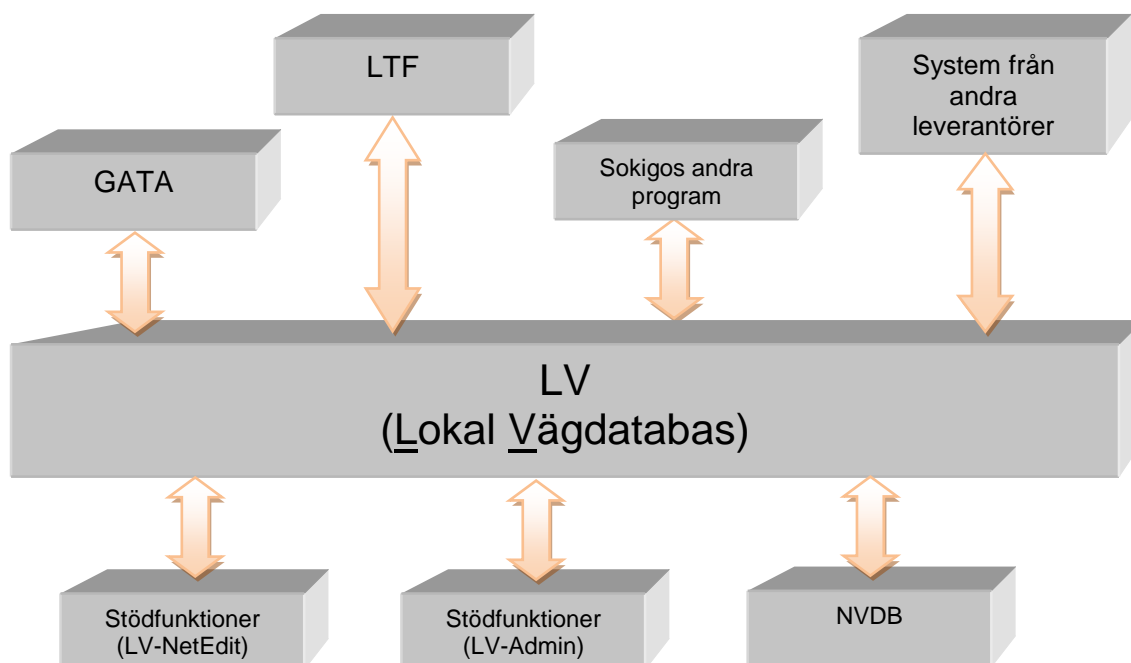 LTF
System från
andra
leverantörer
GATA
Sokigos andra
program
LV
(Lokal Vägdatabas)
Stödfunktioner
(LV-NetEdit)
Stödfunktioner
(LV-Admin)
NVDB